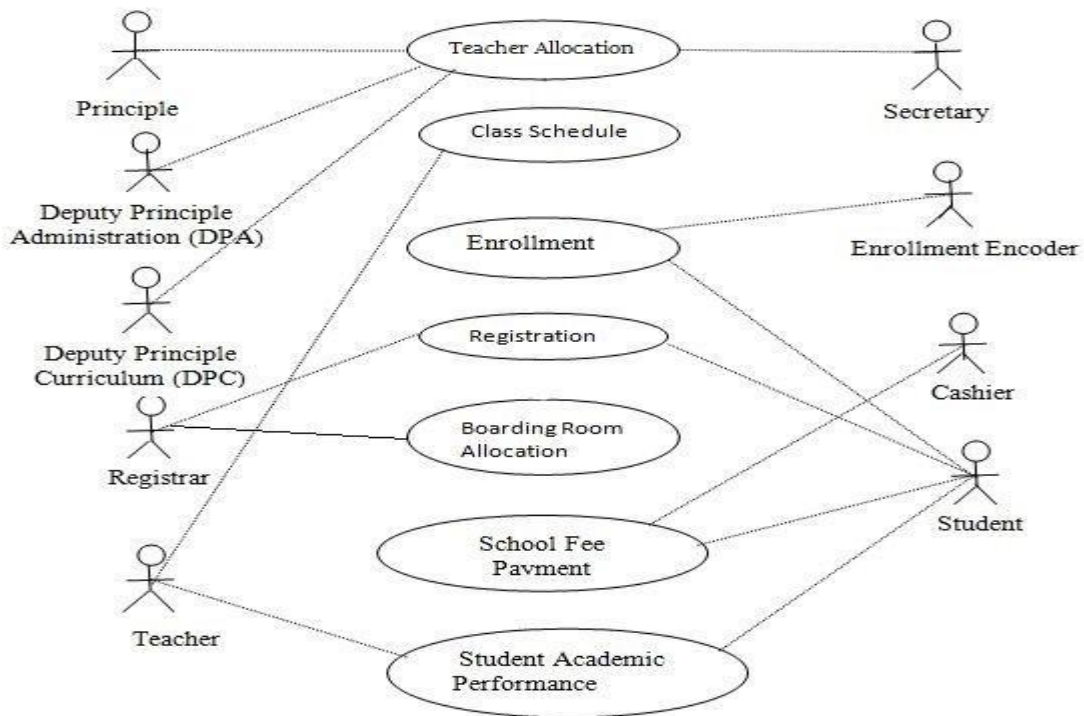 Teacher Allocation
Principle
Secretary
Class Schedule
Deputy Principle
Administration (DPA)
Enrollment
Enrollment Encoder
Registration
Deputy Principle
Curriculum (DPC)
Cashier
Boarding Room
Allocation
Registrar
Student
School Fee
Pavment
Teacher
Student Academic
Performance